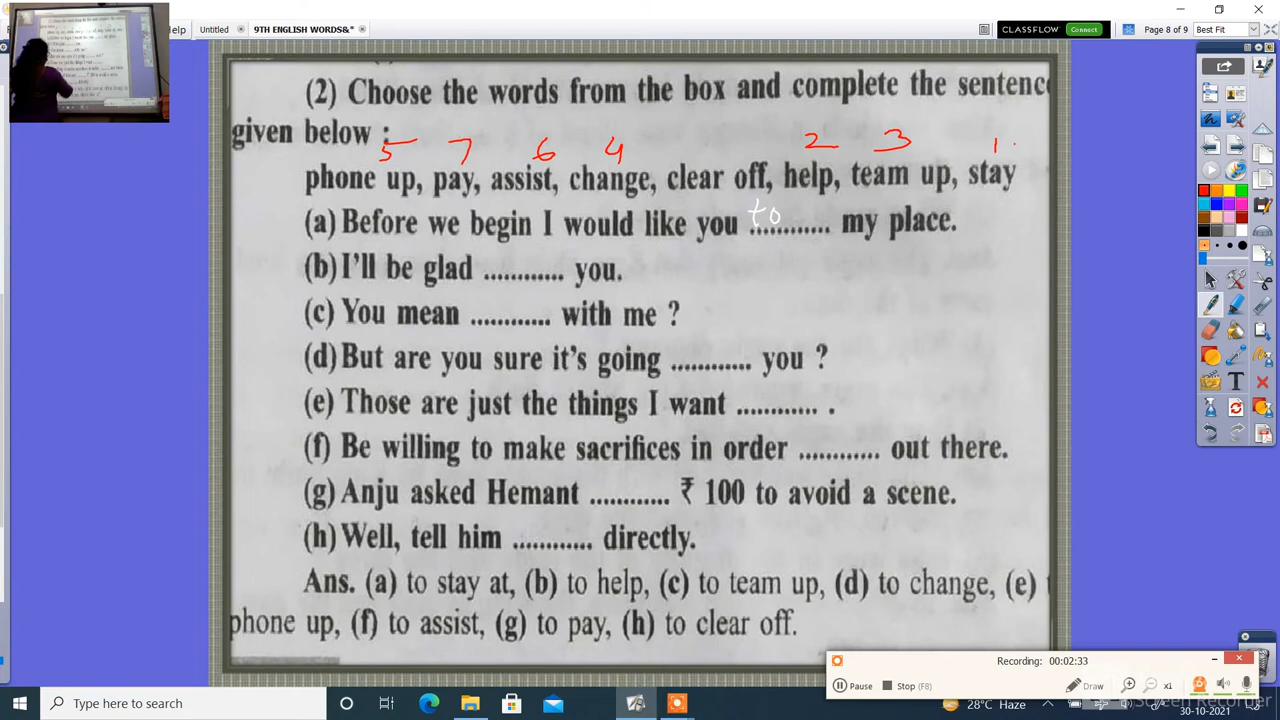 Help
Untitled
9TH ENGLISH WORDS&*
CLASSFLOW
Connect
Page 8 of 9
Best Fit
(2) Choose the words from the box and complete the sentence
given below :
5 7 6 4 2 3 1
phone up, pay, assist, change, clear off, help, team up, stay
to
(a) Before we begin I would like you ............ my place.
(b) I'll be glad ............ you.
(c) You mean ............ with me ?
(d) But are you sure it's going ............ you ?
(e) Those are just the things I want ............ .
(f) Be willing to make sacrifices in order ............ out there.
(g) Anju asked Hemant ............ ₹ 100 to avoid a scene.
(h) Well, tell him ............ directly.
Ans. (a) to stay at, (b) to help, (c) to team up, (d) to change, (e) t
phone up, (f) to assist, (g) to pay, (h) to clear off.
Recording: 00:02:33
Pause
Stop (F8)
Draw
x1
Type here to search
28°C Haze
30-10-2021
Screen Recorder